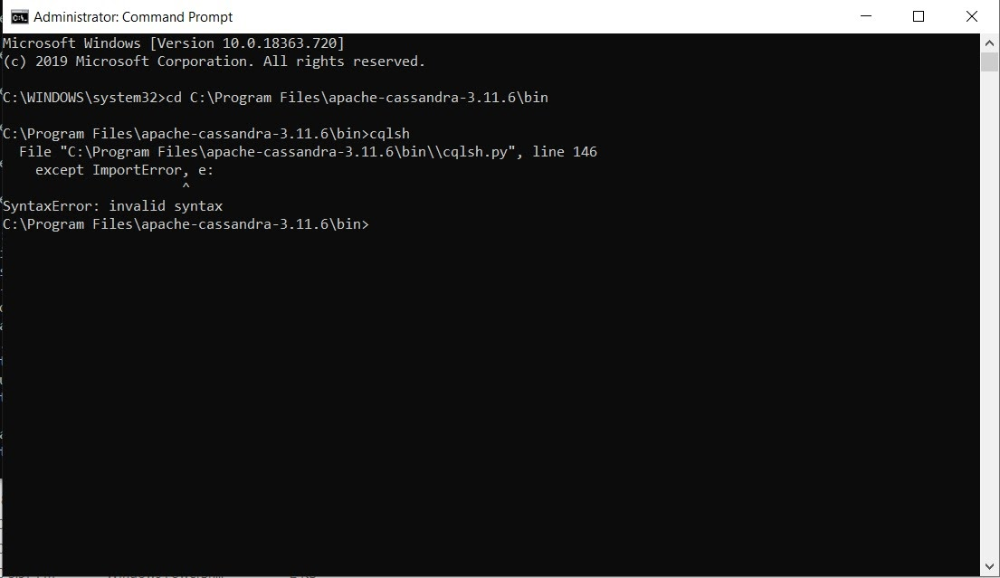 Administrator: Command Prompt
Microsoft Windows [Version 10.0.18363.720]
(c) 2019 Microsoft Corporation. All rights reserved.
C:\WINDOWS\system32>cd C:\Program Files\apache-cassandra-3.11.6\bin
C:\Program Files\apache-cassandra-3.11.6\bin>cqlsh
  File "C:\Program Files\apache-cassandra-3.11.6\bin\\cqlsh.py", line 146
    except ImportError, e:
                      ^
SyntaxError: invalid syntax
C:\Program Files\apache-cassandra-3.11.6\bin>